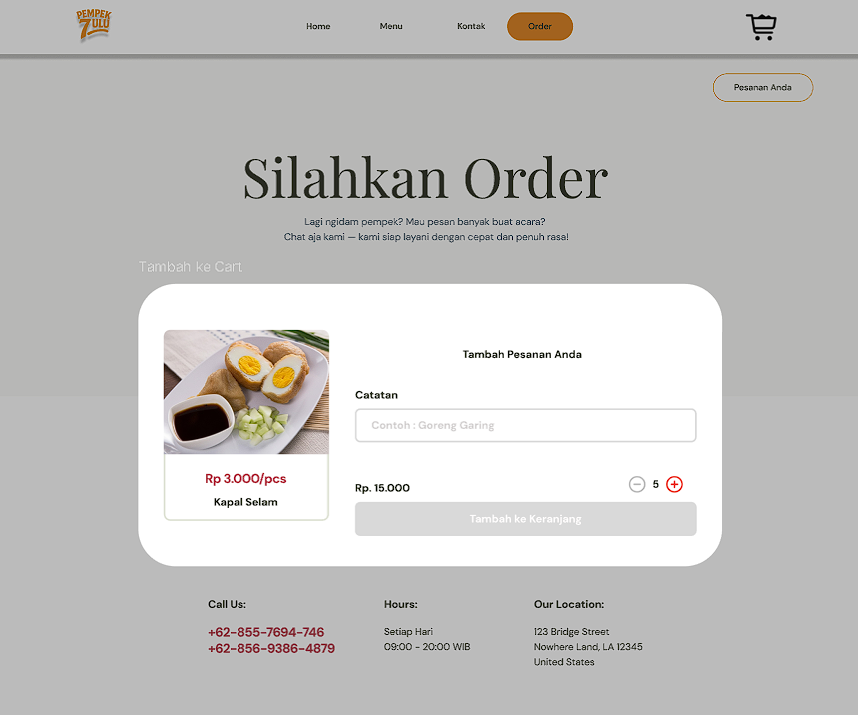 PEMPEK
7 ULU
Home
Menu
Kontak
Order
Pesanan Anda
Silahkan Order
Lagi ngidam pempek? Mau pesan banyak buat acara?
Chat aja kami — kami siap layani dengan cepat dan penuh rasa!
Tambah ke Cart
Tambah Pesanan Anda
Catatan
Contoh : Goreng Garing
Rp 3.000/pcs
Kapal Selam
Rp. 15.000
5
Tambah ke Keranjang
Call Us:
+62-855-7694-746
+62-856-9386-4879
Hours:
Setiap Hari
09:00 - 20:00 WIB
Our Location:
123 Bridge Street
Nowhere Land, LA 12345
United States